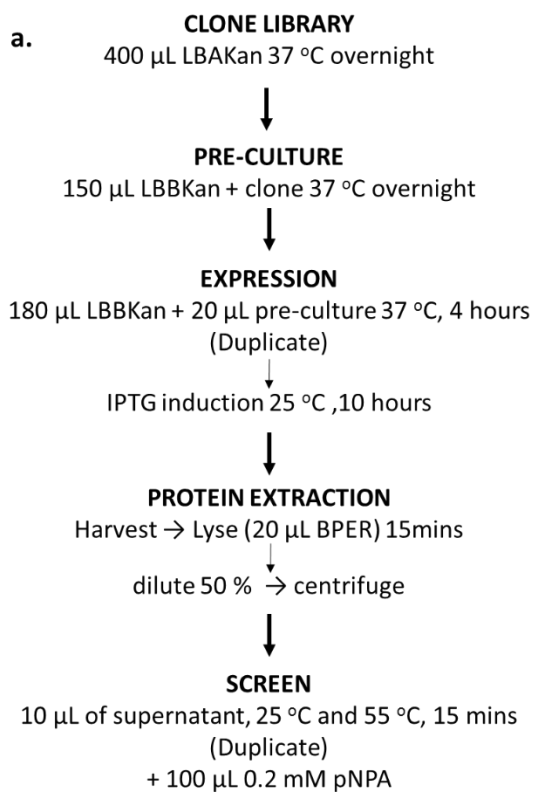 a.
CLONE LIBRARY
400 µL LBAKan 37 °C overnight
PRE-CULTURE
150 µL LBBKan + clone 37 °C overnight
EXPRESSION
180 µL LBBKan + 20 µL pre-culture 37 °C, 4 hours
(Duplicate)
IPTG induction 25 °C ,10 hours
PROTEIN EXTRACTION
Harvest → Lyse (20 µL BPER) 15mins
dilute 50 % → centrifuge
SCREEN
10 µL of supernatant, 25 °C and 55 °C, 15 mins
(Duplicate)
+ 100 µL 0.2 mM pNPA